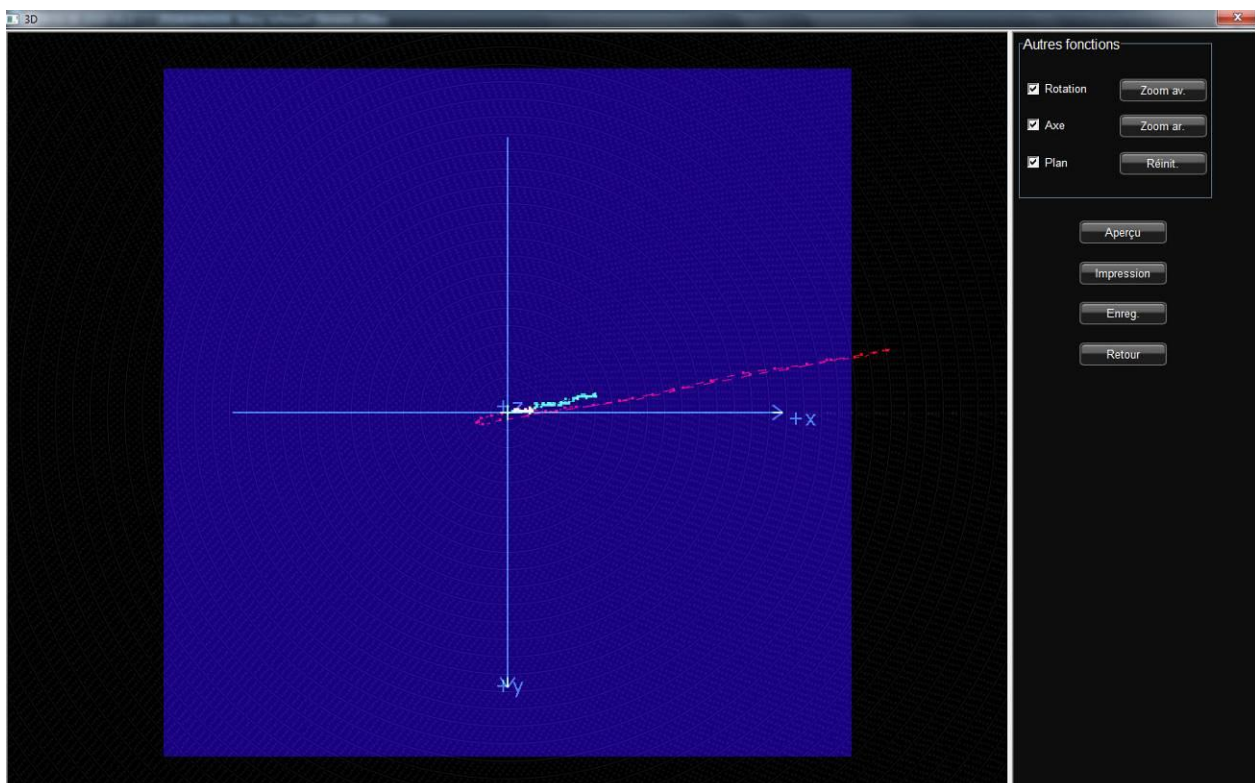 3D
Autres fonctions
Rotation
Zoom av.
Axe
Zoom ar.
Plan
Réinit.
Aperçu
Impression
Enreg.
Retour
+z
+x
+y